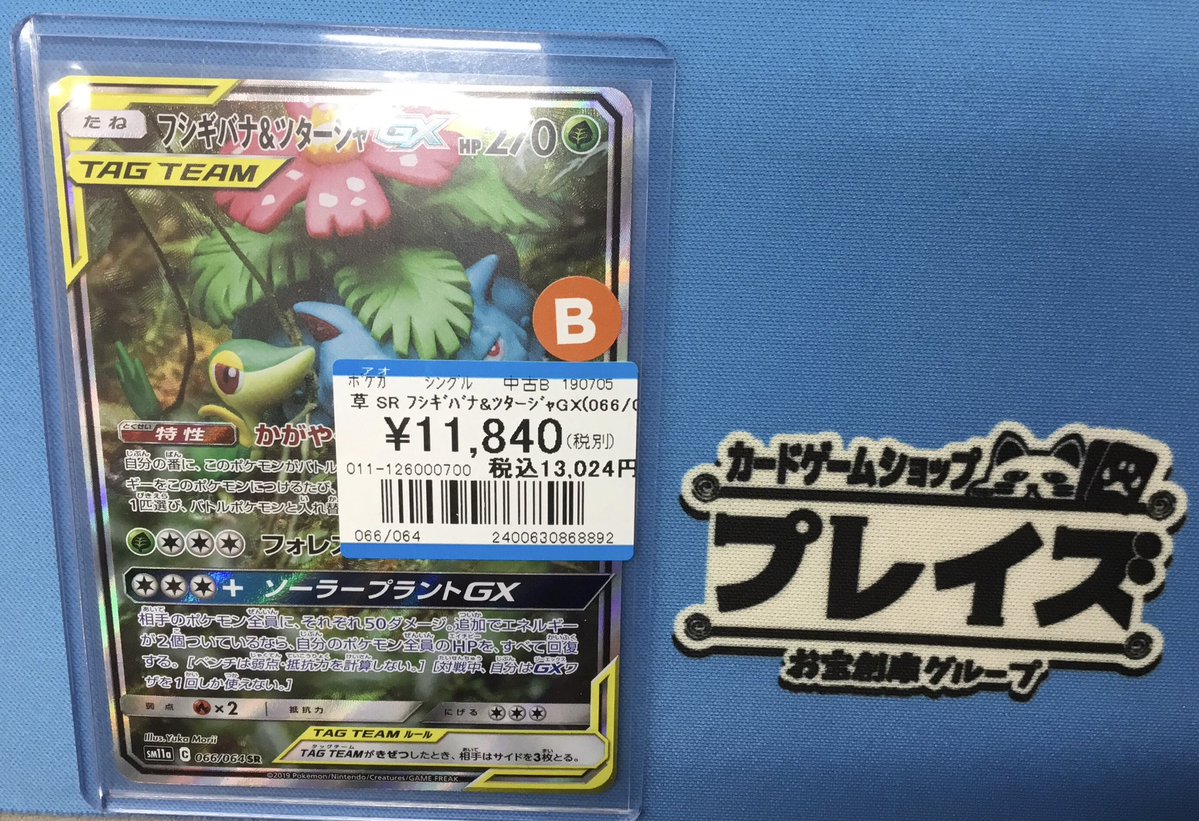 たね
フシギバナ&ツタージャGX
HP 270
TAG TEAM
B
アオ
ポケカ シングル 中古B 190705
草 SR フシギバナ&ツタージャGX(066/0
¥11,840(税別)
011-126000700 税込13,024円
066/064 2400630868892
特性 かがや
自分の番に、このポケモンがバトル
ギーをこのポケモンにつけるたび、
1匹選び、バトルポケモンと入れ替
フォレス
+ ソーラープラントGX
相手のポケモン全員に、それぞれ50ダメージ。追加でエネルギー
が2個ついているなら、自分のポケモン全員のHPを、すべて回復
する。[ベンチは弱点・抵抗力を計算しない。][対戦中、自分はGXワ
ザを1回しか使えない。]
弱点 ×2 抵抗力 にげる
Illus.Yuka Morii
TAG TEAM ルール
TAG TEAMがきぜつしたとき、相手はサイドを3枚とる。
sm11a C 066/064 SR
©2019 Pokémon/Nintendo/Creatures/GAME FREAK
カードゲームショップ
プレイズ
お宝創庫グループ